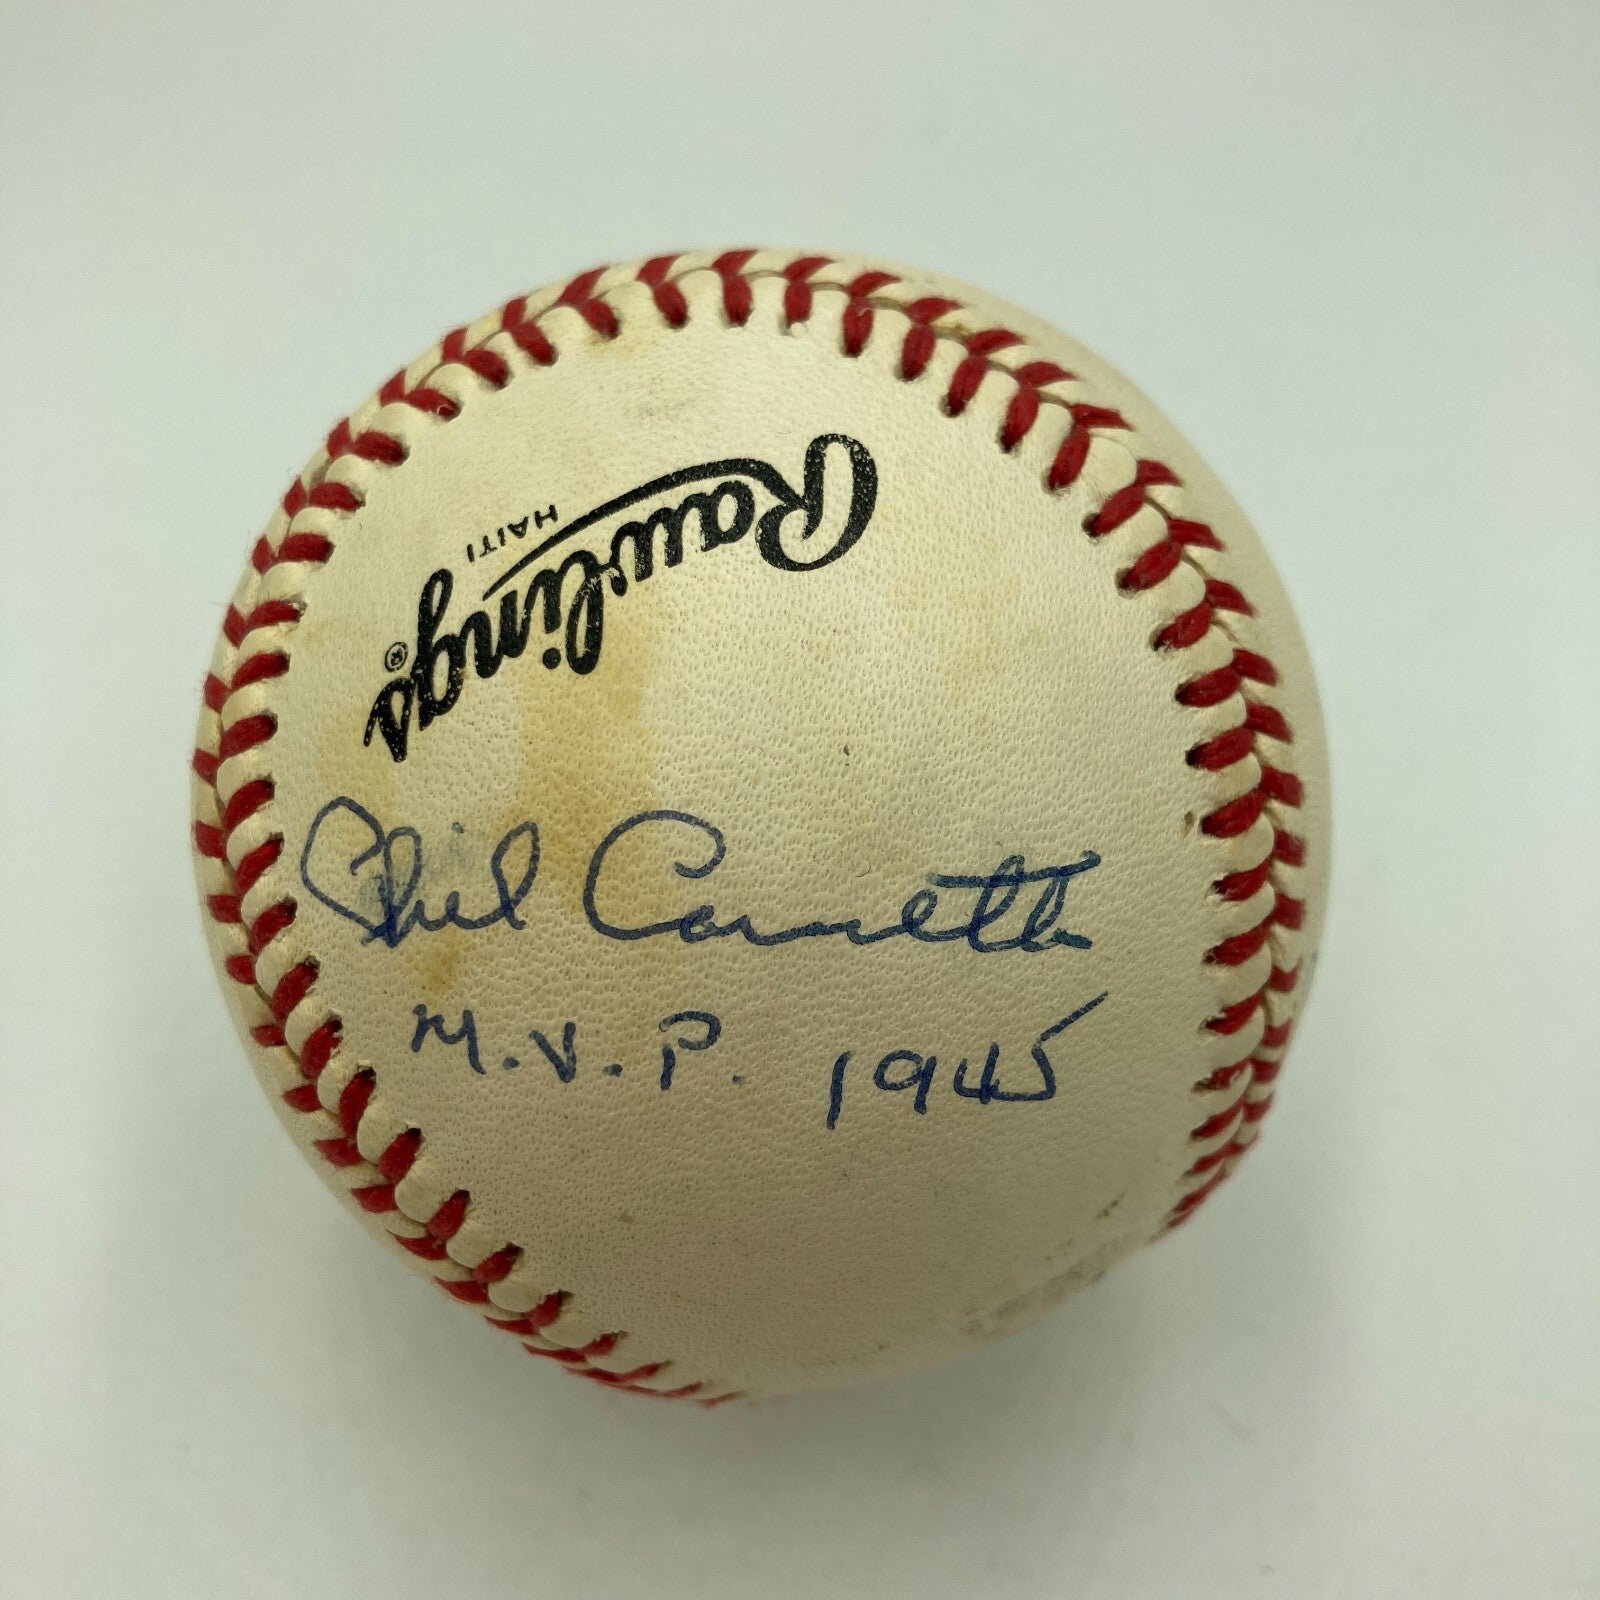 Rawlings®
HAITI
Phil Cavarretta
M.V.P. 1945